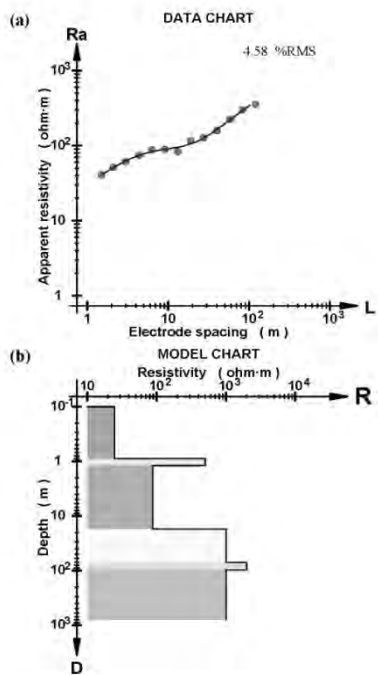 (a)
DATA CHART
Ra
4.58 %RMS
Apparent resistivity ( ohm·m )
10³
10²
10
1
1 10 10² 10³
L
Electrode spacing ( m )
(b)
MODEL CHART
Resistivity ( ohm·m )
10 10² 10³ 10⁴
R
10⁻¹
1
10
10²
10³
Depth ( m )
D